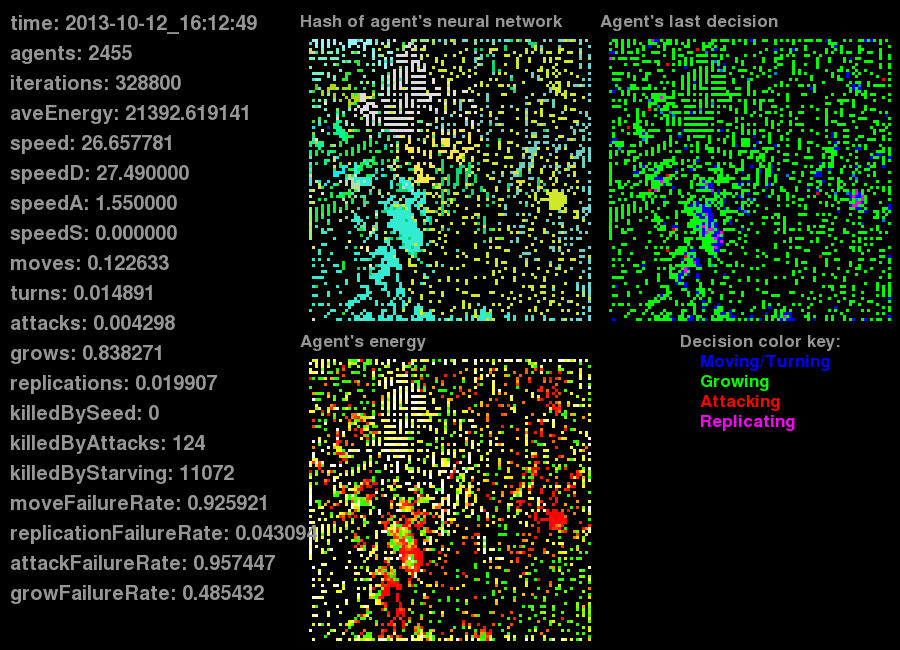 time: 2013-10-12_16:12:49
agents: 2455
iterations: 328800
aveEnergy: 21392.619141
speed: 26.657781
speedD: 27.490000
speedA: 1.550000
speedS: 0.000000
moves: 0.122633
turns: 0.014891
attacks: 0.004298
grows: 0.838271
replications: 0.019907
killedBySeed: 0
killedByAttacks: 124
killedByStarving: 11072
moveFailureRate: 0.925921
replicationFailureRate: 0.043094
attackFailureRate: 0.957447
growFailureRate: 0.485432
Hash of agent's neural network
Agent's last decision
Agent's energy
Decision color key:
Moving/Turning
Growing
Attacking
Replicating